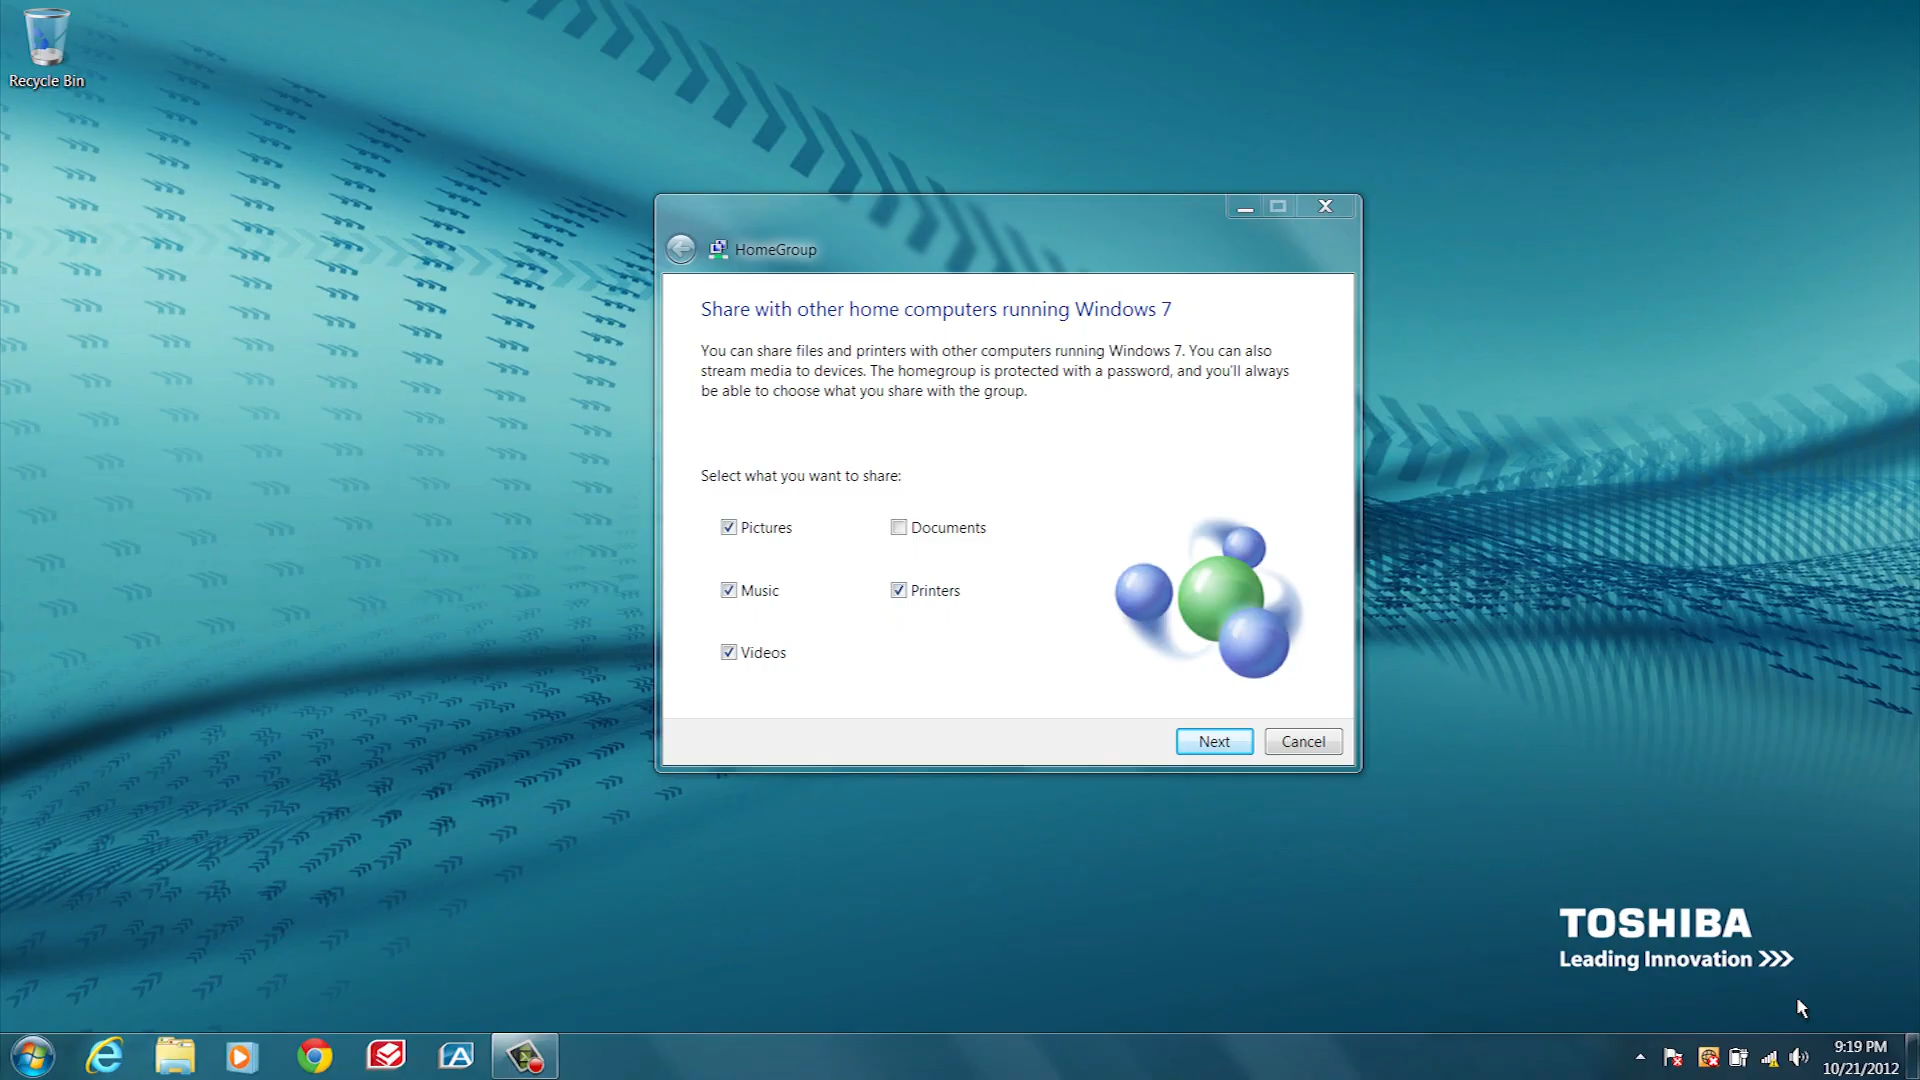 Recycle Bin
HomeGroup
Share with other home computers running Windows 7
You can share files and printers with other computers running Windows 7. You can also
stream media to devices. The homegroup is protected with a password, and you'll always
be able to choose what you share with the group.
Select what you want to share:
Pictures
Documents
Music
Printers
Videos
Next
Cancel
TOSHIBA
Leading Innovation >>>
9:19 PM
10/21/2012